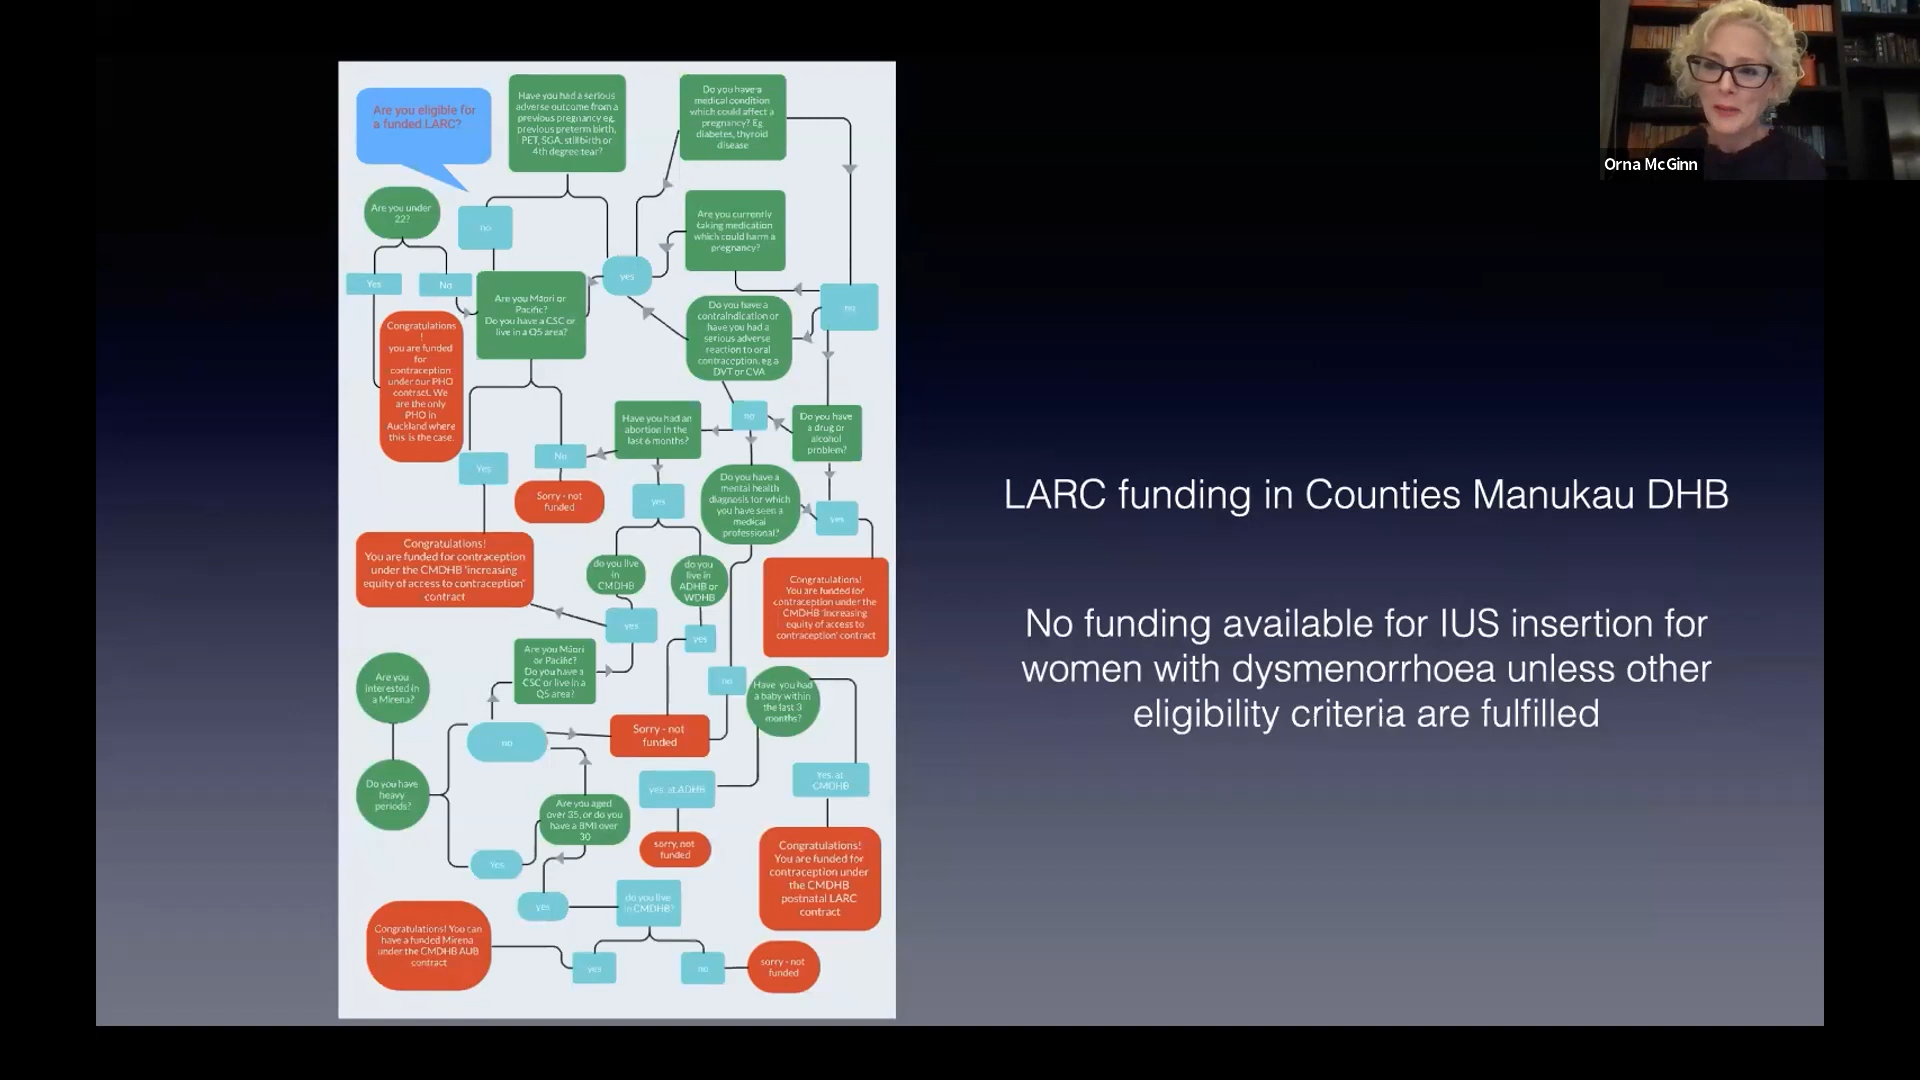 Are you eligible for
a funded LARC?
Have you had a serious
adverse outcome from a
previous pregnancy eg.
previous preterm birth,
PET, SGA, stillbirth or
4th degree tear?
Do you have a
medical condition
which could affect a
pregnancy? Eg
diabetes, thyroid
disease
Orna McGinn
Are you under
22?
no
Are you currently
taking medication
which could harm a
pregnancy?
Yes
No
yes
Are you Māori or
Pacific?
Do you have a CSC or
live in a Q5 area?
Do you have a
contraindication or
have you had a
serious adverse
reaction to oral
contraception, eg a
DVT or CVA
no
Congratulations
!
you are funded
for
contraception
under our PHO
contract. We
are the only
PHO in
Auckland where
this is the case.
Have you had an
abortion in the
last 6 months?
no
Do you have
a drug or
alcohol
problem?
Yes
No
Sorry - not
funded
yes
Do you have a
mental health
diagnosis for which
you have seen a
medical
professional?
yes
LARC funding in Counties Manukau DHB
Congratulations!
You are funded for contraception
under the CMDHB 'increasing
equity of access to contraception'
contract
do you live
in
CMDHB
do you
live in
ADHB or
WDHB
Congratulations!
You are funded for
contraception under the
CMDHB 'increasing
equity of access to
contraception' contract
yes
yes
No funding available for IUS insertion for
women with dysmenorrhoea unless other
eligibility criteria are fulfilled
Are you
interested in
a Mirena?
Are you Māori
or Pacific?
Do you have a
CSC or live in a
Q5 area?
no
Have you had
a baby within
the last 3
months?
no
Sorry - not
funded
Do you have
heavy
periods?
yes. at ADHB
Yes. at
CMDHB
Are you aged
over 35, or do you
have a BMI over
30
sorry, not
funded
Yes
Congratulations!
You are funded for
contraception under
the CMDHB
postnatal LARC
contract
yes
do you live
in CMDHB?
Congratulations! You can
have a funded Mirena
under the CMDHB AUB
contract
yes
no
sorry - not
funded